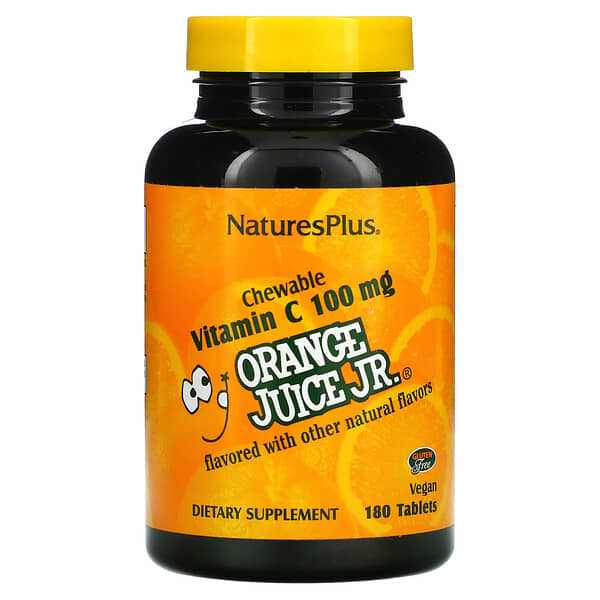 NaturesPlus®
Chewable
Vitamin C 100 mg
ORANGE
JUICE JR.®
flavored with other natural flavors
GLUTEN
Free
Vegan
DIETARY SUPPLEMENT
180 Tablets